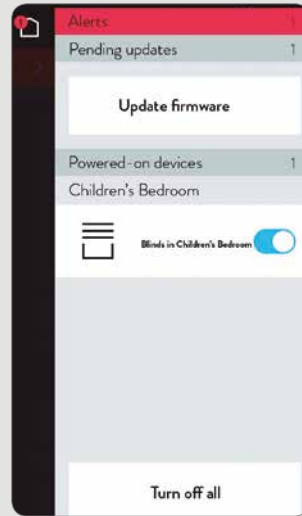 Alerts 1
Pending updates 1
Update firmware
Powered-on devices 1
Children's Bedroom
Blinds in Children's Bedroom
Turn off all